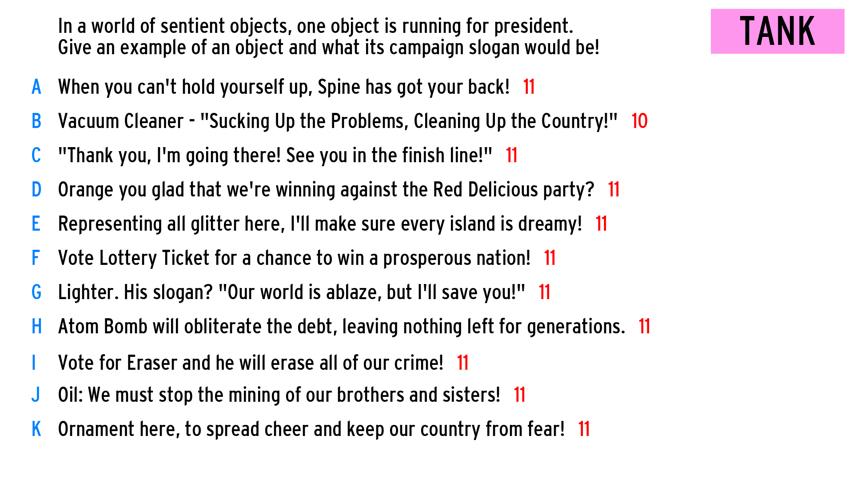 In a world of sentient objects, one object is running for president.
Give an example of an object and what its campaign slogan would be!
TANK
A When you can't hold yourself up, Spine has got your back! 11
B Vacuum Cleaner - "Sucking Up the Problems, Cleaning Up the Country!" 10
C "Thank you, I'm going there! See you in the finish line!" 11
D Orange you glad that we're winning against the Red Delicious party? 11
E Representing all glitter here, I'll make sure every island is dreamy! 11
F Vote Lottery Ticket for a chance to win a prosperous nation! 11
G Lighter. His slogan? "Our world is ablaze, but I'll save you!" 11
H Atom Bomb will obliterate the debt, leaving nothing left for generations. 11
I Vote for Eraser and he will erase all of our crime! 11
J Oil: We must stop the mining of our brothers and sisters! 11
K Ornament here, to spread cheer and keep our country from fear! 11